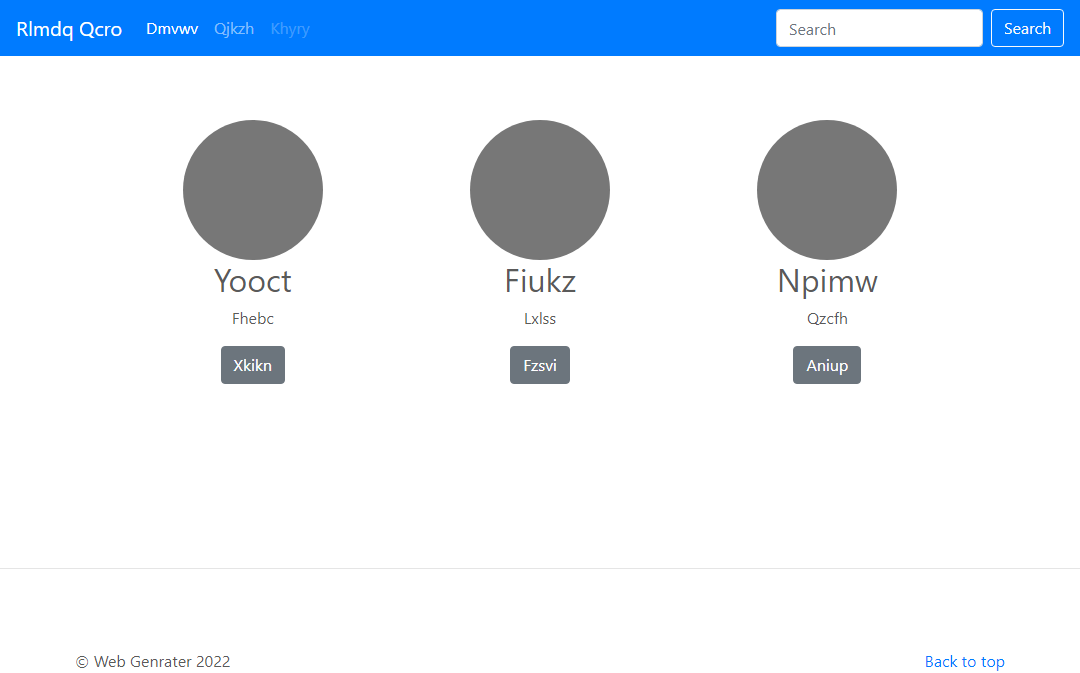 Rlmdq Qcro Dmvwv Qjkzh Khyry Search Search
Yooct Fiukz Npimw
Fhebc Lxlss Qzcfh
Xkikn Fzsvi Aniup
© Web Genrater 2022 Back to top